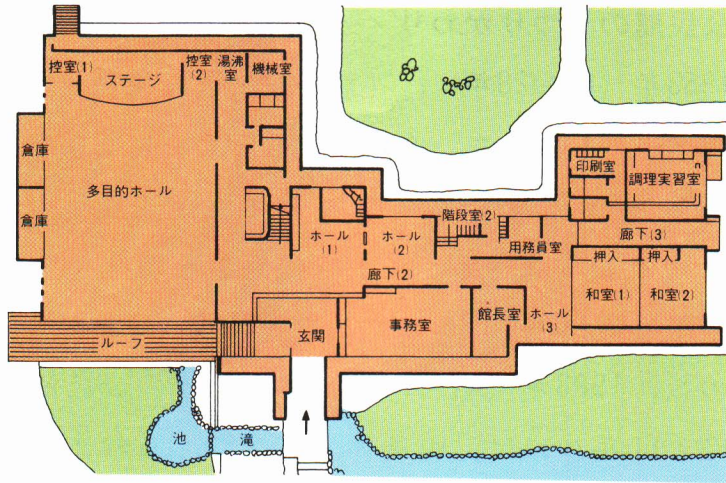 控室(1)
ステージ
控室(2)
湯沸室
機械室
倉庫
多目的ホール
倉庫
印刷室
調理実習室
階段室(2)
ホール(1)
ホール(2)
用務員室
廊下(3)
廊下(2)
押入
押入
和室(1)
和室(2)
館長室
ホール(3)
事務室
玄関
ルーフ
池
滝